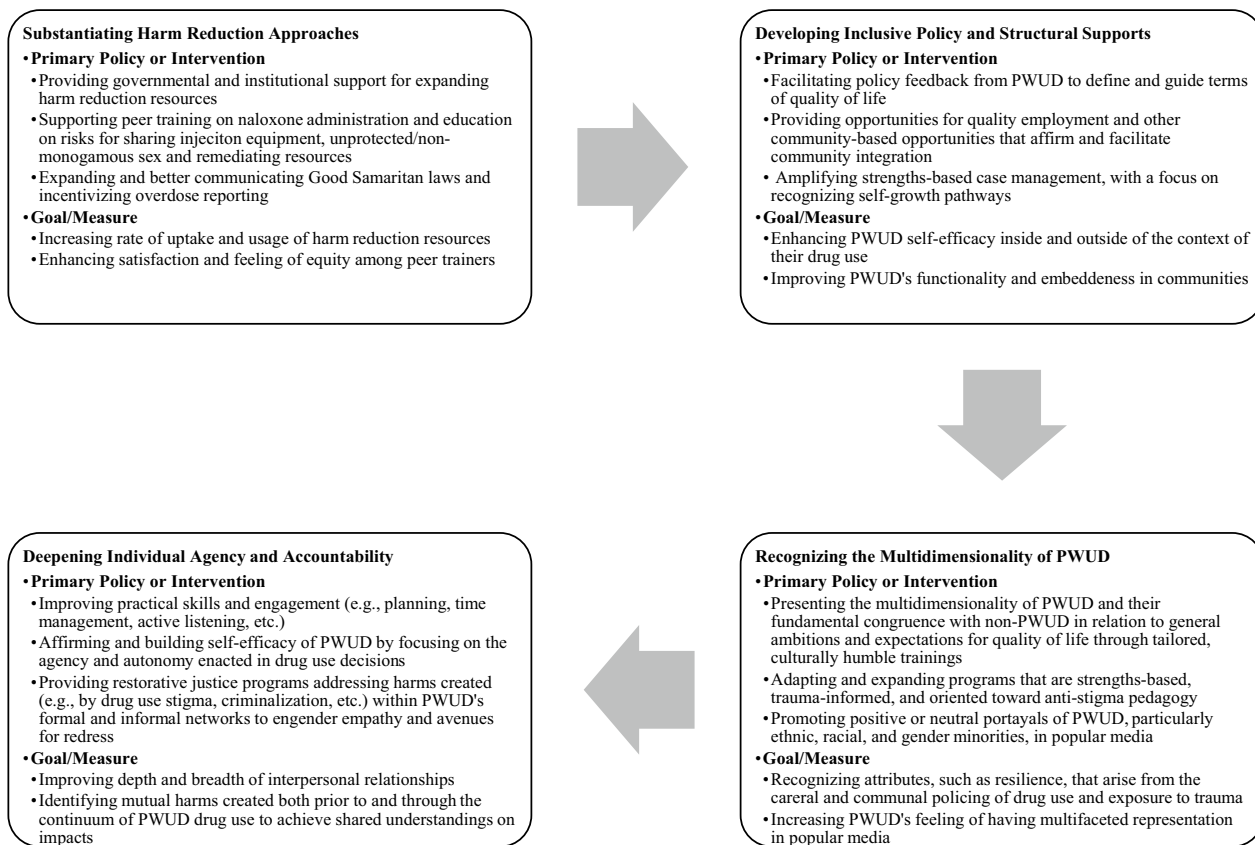 Substantiating Harm Reduction Approaches
•Primary Policy or Intervention
•Providing governmental and institutional support for expanding
harm reduction resources
•Supporting peer training on naloxone administration and education
on risks for sharing injeciton equipment, unprotected/non-
monogamous sex and remediating resources
•Expanding and better communicating Good Samaritan laws and
incentivizing overdose reporting
•Goal/Measure
•Increasing rate of uptake and usage of harm reduction resources
•Enhancing satisfaction and feeling of equity among peer trainers
Developing Inclusive Policy and Structural Supports
•Primary Policy or Intervention
•Facilitating policy feedback from PWUD to define and guide terms
of quality of life
•Providing opportunities for quality employment and other
community-based opportunities that affirm and facilitate
community integration
• Amplifying strengths-based case management, with a focus on
recognizing self-growth pathways
•Goal/Measure
•Enhancing PWUD self-efficacy inside and outside of the context of
their drug use
•Improving PWUD's functionality and embeddeness in communities
Recognizing the Multidimensionality of PWUD
•Primary Policy or Intervention
•Presenting the multidimensionality of PWUD and their
fundamental congruence with non-PWUD in relation to general
ambitions and expectations for quality of life through tailored,
culturally humble trainings
•Adapting and expanding programs that are strengths-based,
trauma-informed, and oriented toward anti-stigma pedagogy
•Promoting positive or neutral portayals of PWUD, particularly
ethnic, racial, and gender minorities, in popular media
•Goal/Measure
•Recognizing attributes, such as resilience, that arise from the
careral and communal policing of drug use and exposure to trauma
•Increasing PWUD's feeling of having multifaceted representation
in popular media
Deepening Individual Agency and Accountability
•Primary Policy or Intervention
•Improving practical skills and engagement (e.g., planning, time
management, active listening, etc.)
•Affirming and building self-efficacy of PWUD by focusing on the
agency and autonomy enacted in drug use decisions
•Providing restorative justice programs addressing harms created
(e.g., by drug use stigma, criminalization, etc.) within PWUD's
formal and informal networks to engender empathy and avenues
for redress
•Goal/Measure
•Improving depth and breadth of interpersonal relationships
•Identifying mutual harms created both prior to and through the
continuum of PWUD drug use to achieve shared understandings on
impacts